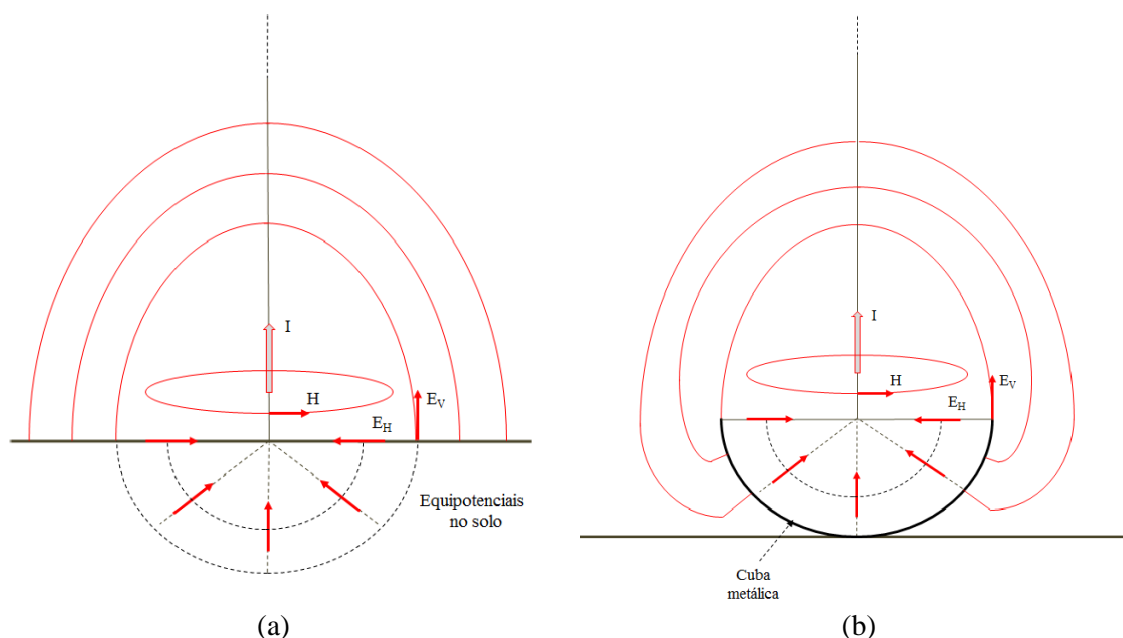 I
H
E_V
E_H
Equipotenciais
no solo
(a)
I
H
E_V
E_H
Cuba
metálica
(b)